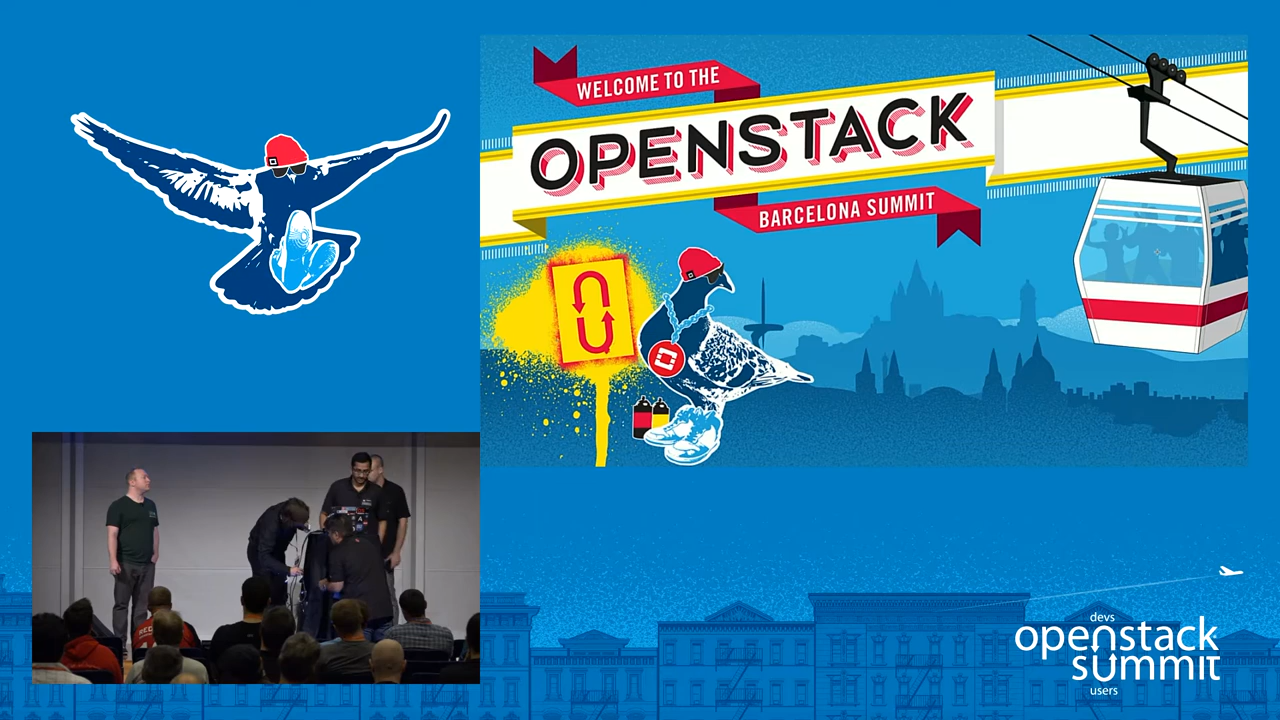 WELCOME TO THE
OPENSTACK
BARCELONA SUMMIT
devs
openstack
summit
users